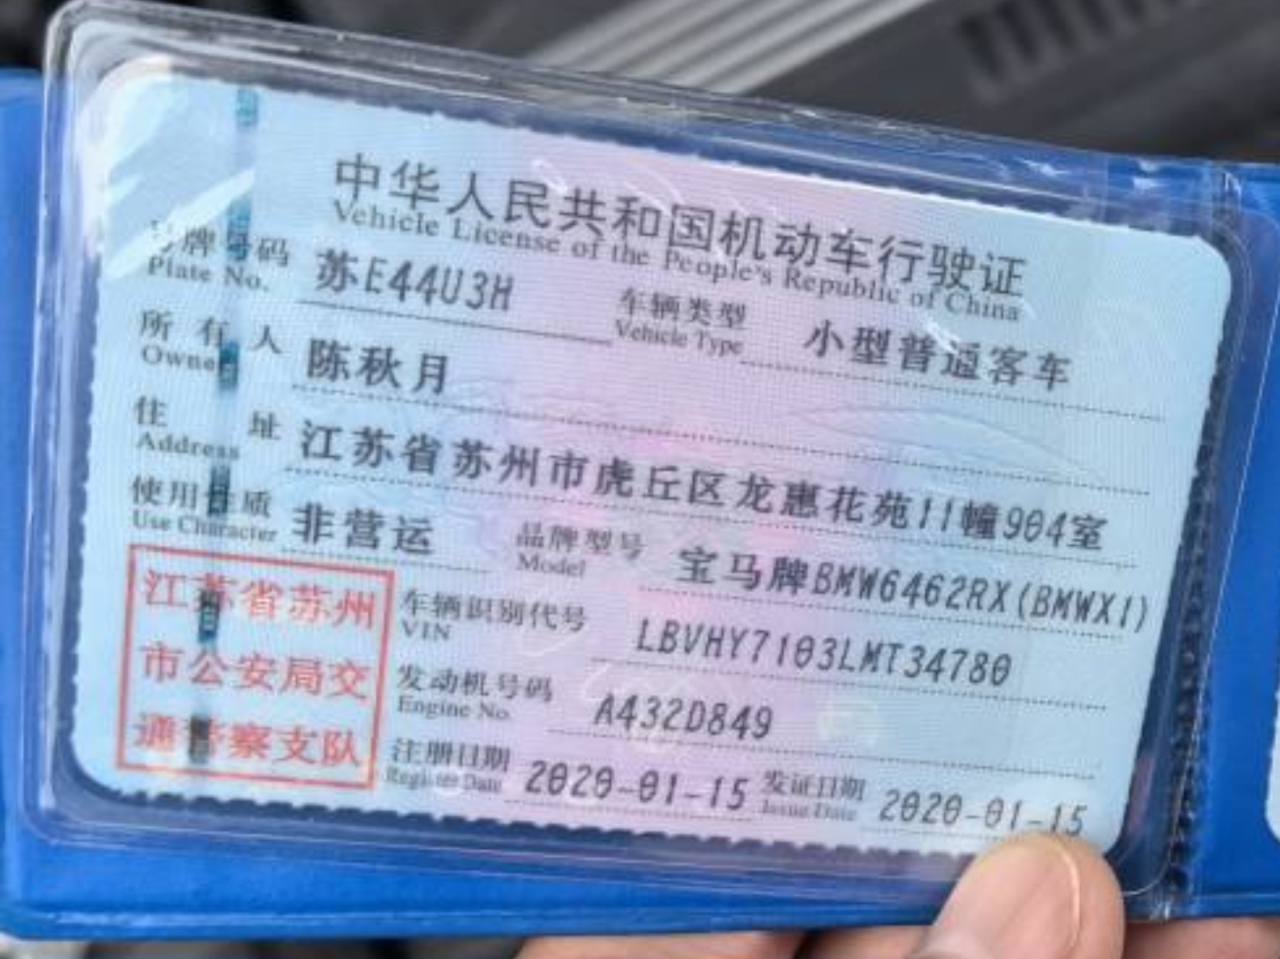 中华人民共和国机动车行驶证
Vehicle License of the People's Republic of China
号牌号码 苏E44U3H 车辆类型 小型普通客车
Plate No. Vehicle Type
所有人 陈秋月
Owner
住址 江苏省苏州市虎丘区龙惠花苑11幢904室
Address
使用性质 非营运 品牌型号 宝马牌BMW6462RX(BMWX1)
Use Character Model
江苏省苏州
市公安局交
通警察支队
车辆识别代号 LBVHY7103LMT34780
VIN
发动机号码 A432D849
Engine No.
注册日期 2020-01-15 发证日期 2020-01-15
Register Date Issue Date